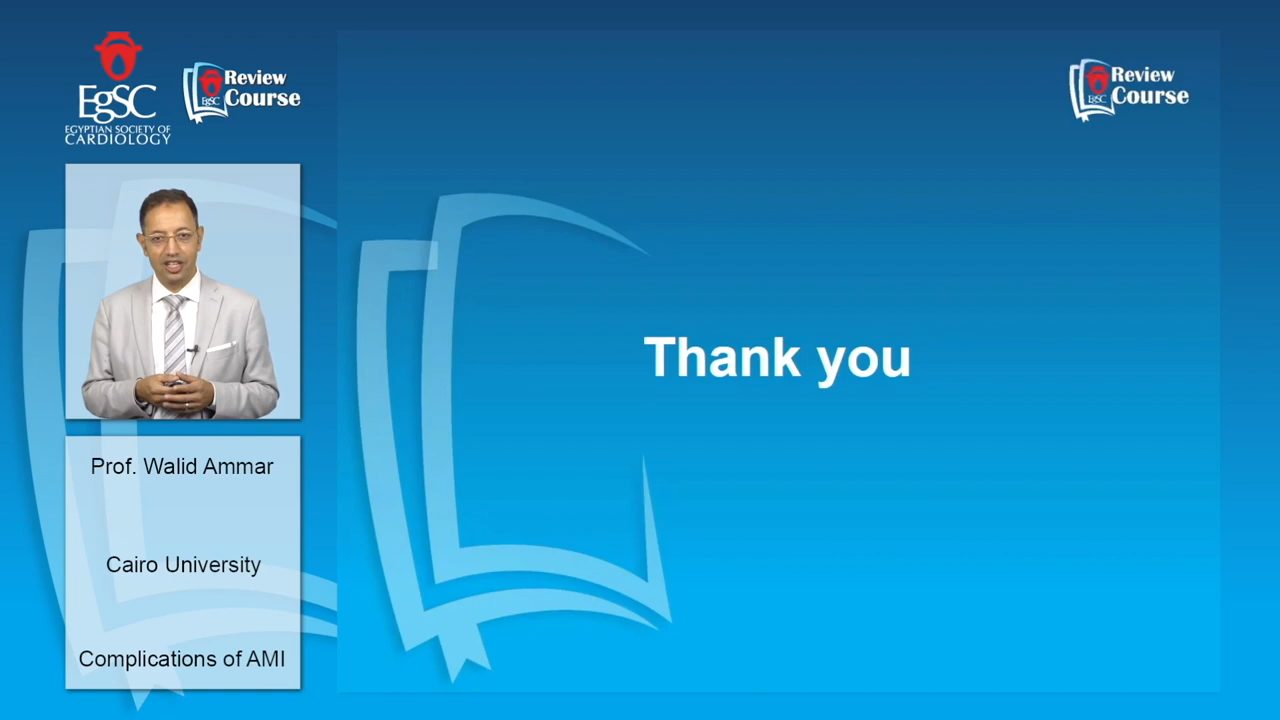 EgSC
EGYPTIAN SOCIETY OF
CARDIOLOGY
Review
Course
EgSC
Prof. Walid Ammar
Cairo University
Complications of AMI
Review
Course
EgSC
Thank you